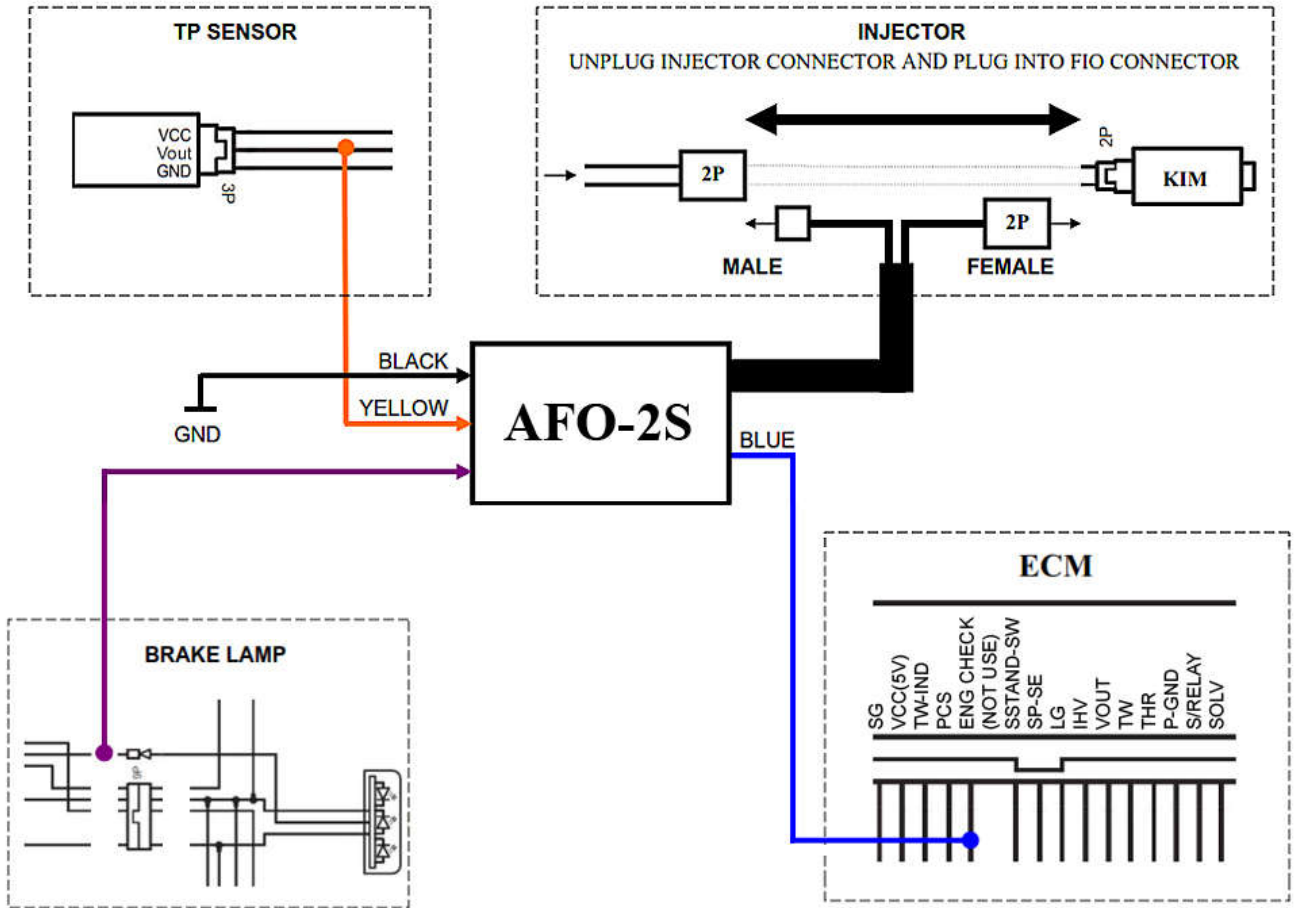 TP SENSOR
VCC
Vout
GND
3P
INJECTOR
UNPLUG INJECTOR CONNECTOR AND PLUG INTO FIO CONNECTOR
2P
2P
KIM
2P
MALE
FEMALE
BLACK
GND
YELLOW
AFO-2S
BLUE
BRAKE LAMP
ECM
SG
VCC(5V)
TW-IND
PCS
ENG CHECK
(NOT USE)
SSTAND-SW
SP-SE
LG
IHV
VOUT
TW
THR
P-GND
S/RELAY
SOLV